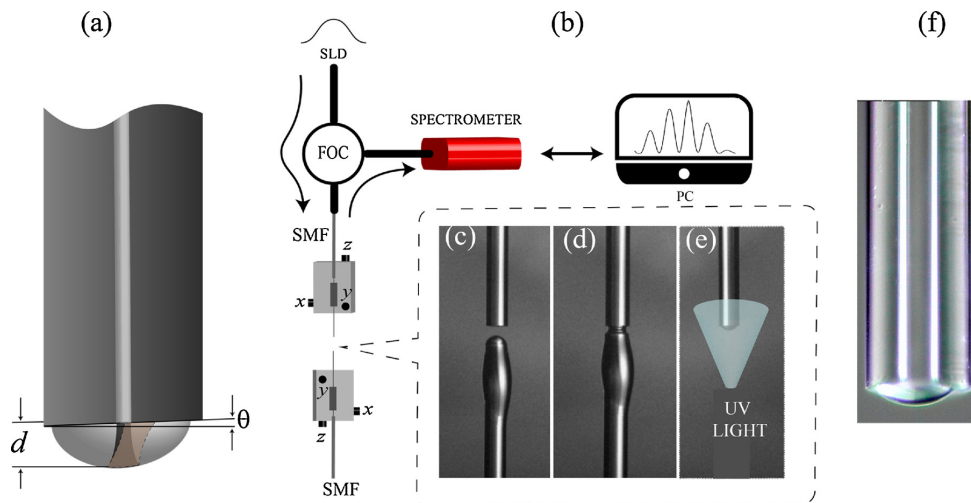 (a)
(b)
(f)
SLD
SPECTROMETER
FOC
PC
SMF
(c)
(d)
(e)
z
x
y
y
x
z
SMF
UV
LIGHT
d
θ